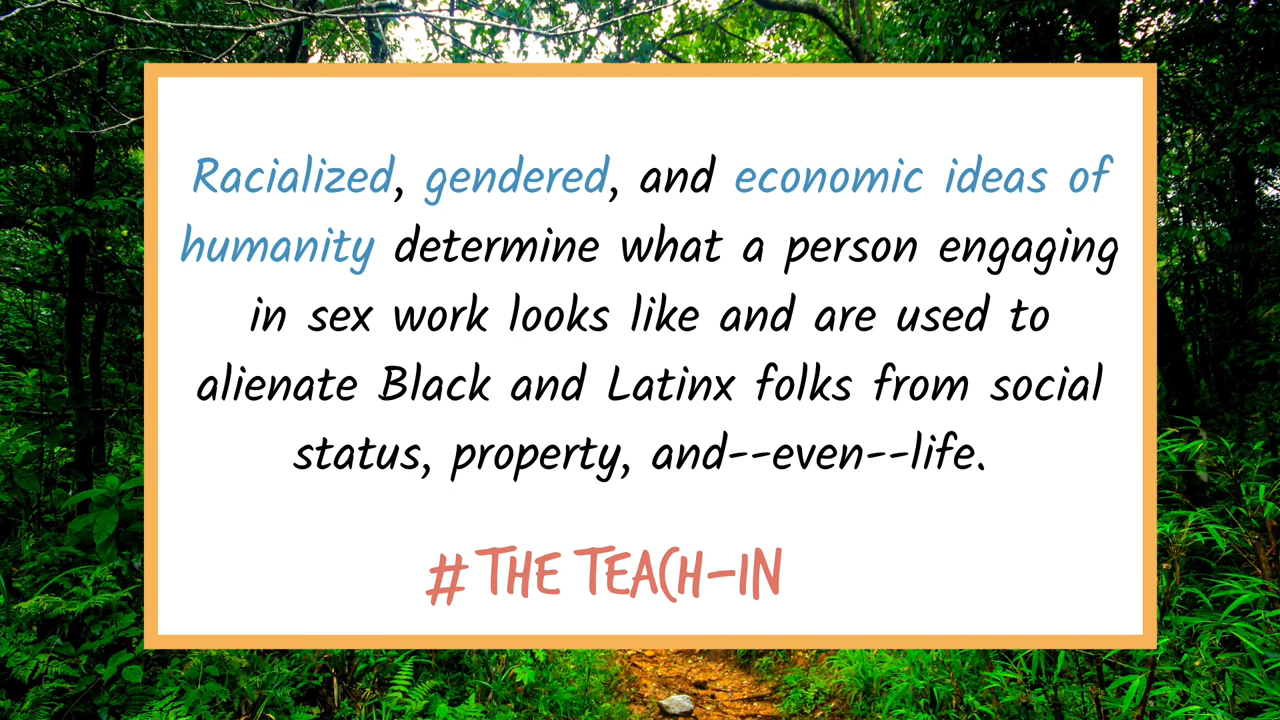 Racialized, gendered, and economic ideas of
humanity determine what a person engaging
in sex work looks like and are used to
alienate Black and Latinx folks from social
status, property, and--even--life.
# THE TEACH-IN